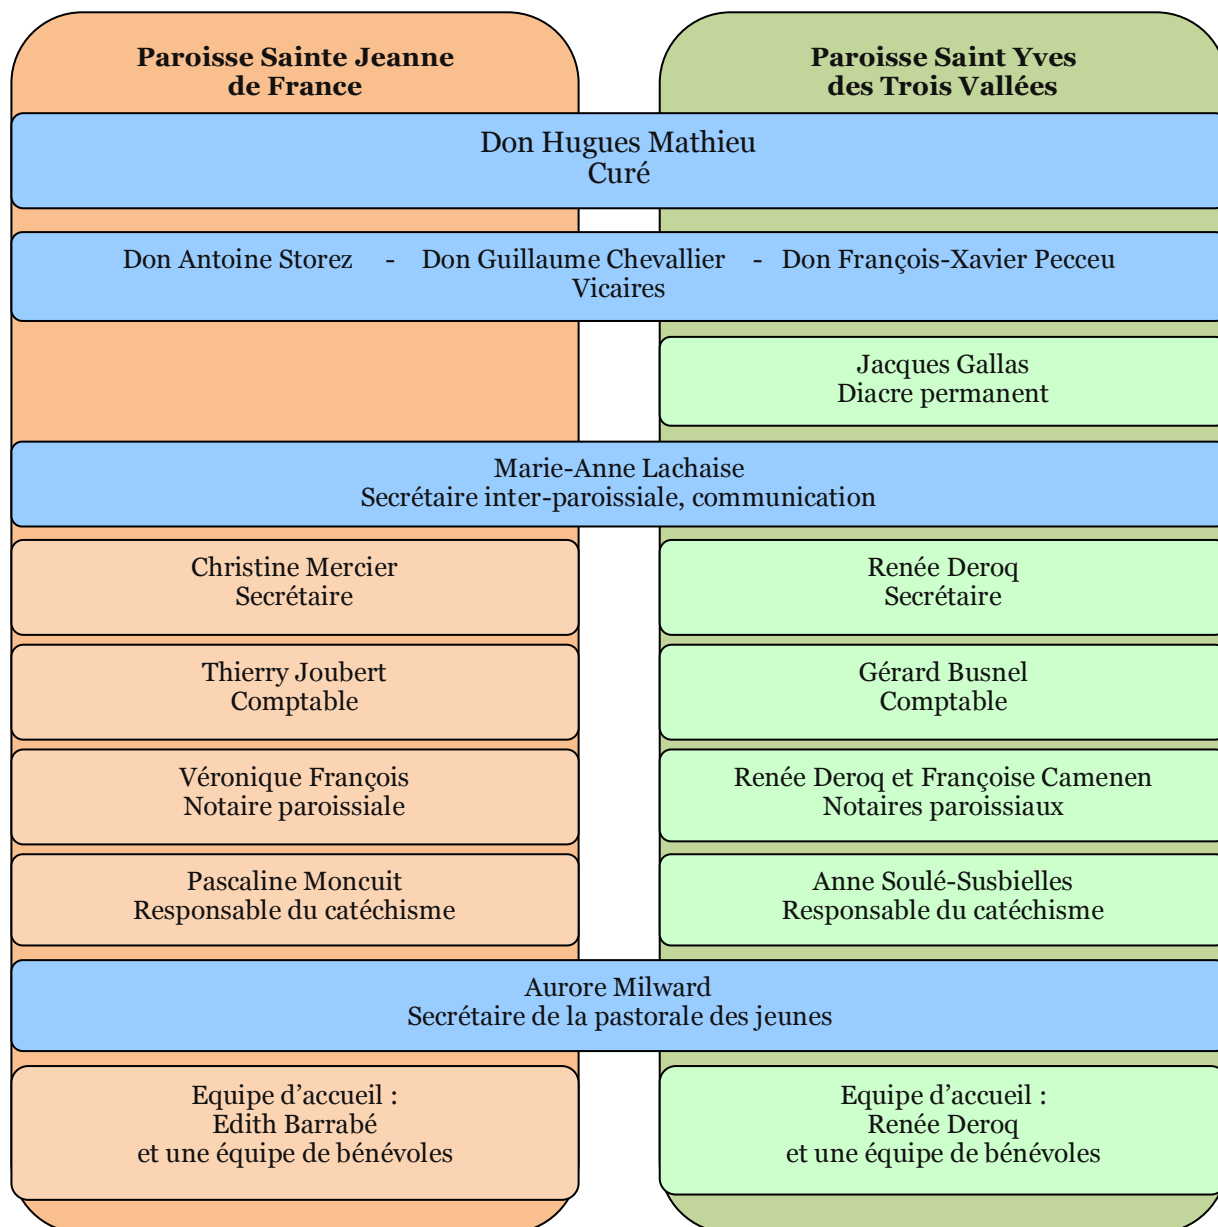 Paroisse Sainte Jeanne
de France
Paroisse Saint Yves
des Trois Vallées
Don Hugues Mathieu
Curé
Don Antoine Storez - Don Guillaume Chevallier - Don François-Xavier Pecceu
Vicaires
Jacques Gallas
Diacre permanent
Marie-Anne Lachaise
Secrétaire inter-paroissiale, communication
Christine Mercier
Secrétaire
Renée Deroq
Secrétaire
Thierry Joubert
Comptable
Gérard Busnel
Comptable
Véronique François
Notaire paroissiale
Renée Deroq et Françoise Camenen
Notaires paroissiaux
Pascaline Moncuit
Responsable du catéchisme
Anne Soulé-Susbielles
Responsable du catéchisme
Aurore Milward
Secrétaire de la pastorale des jeunes
Equipe d’accueil :
Edith Barrabé
et une équipe de bénévoles
Equipe d’accueil :
Renée Deroq
et une équipe de bénévoles